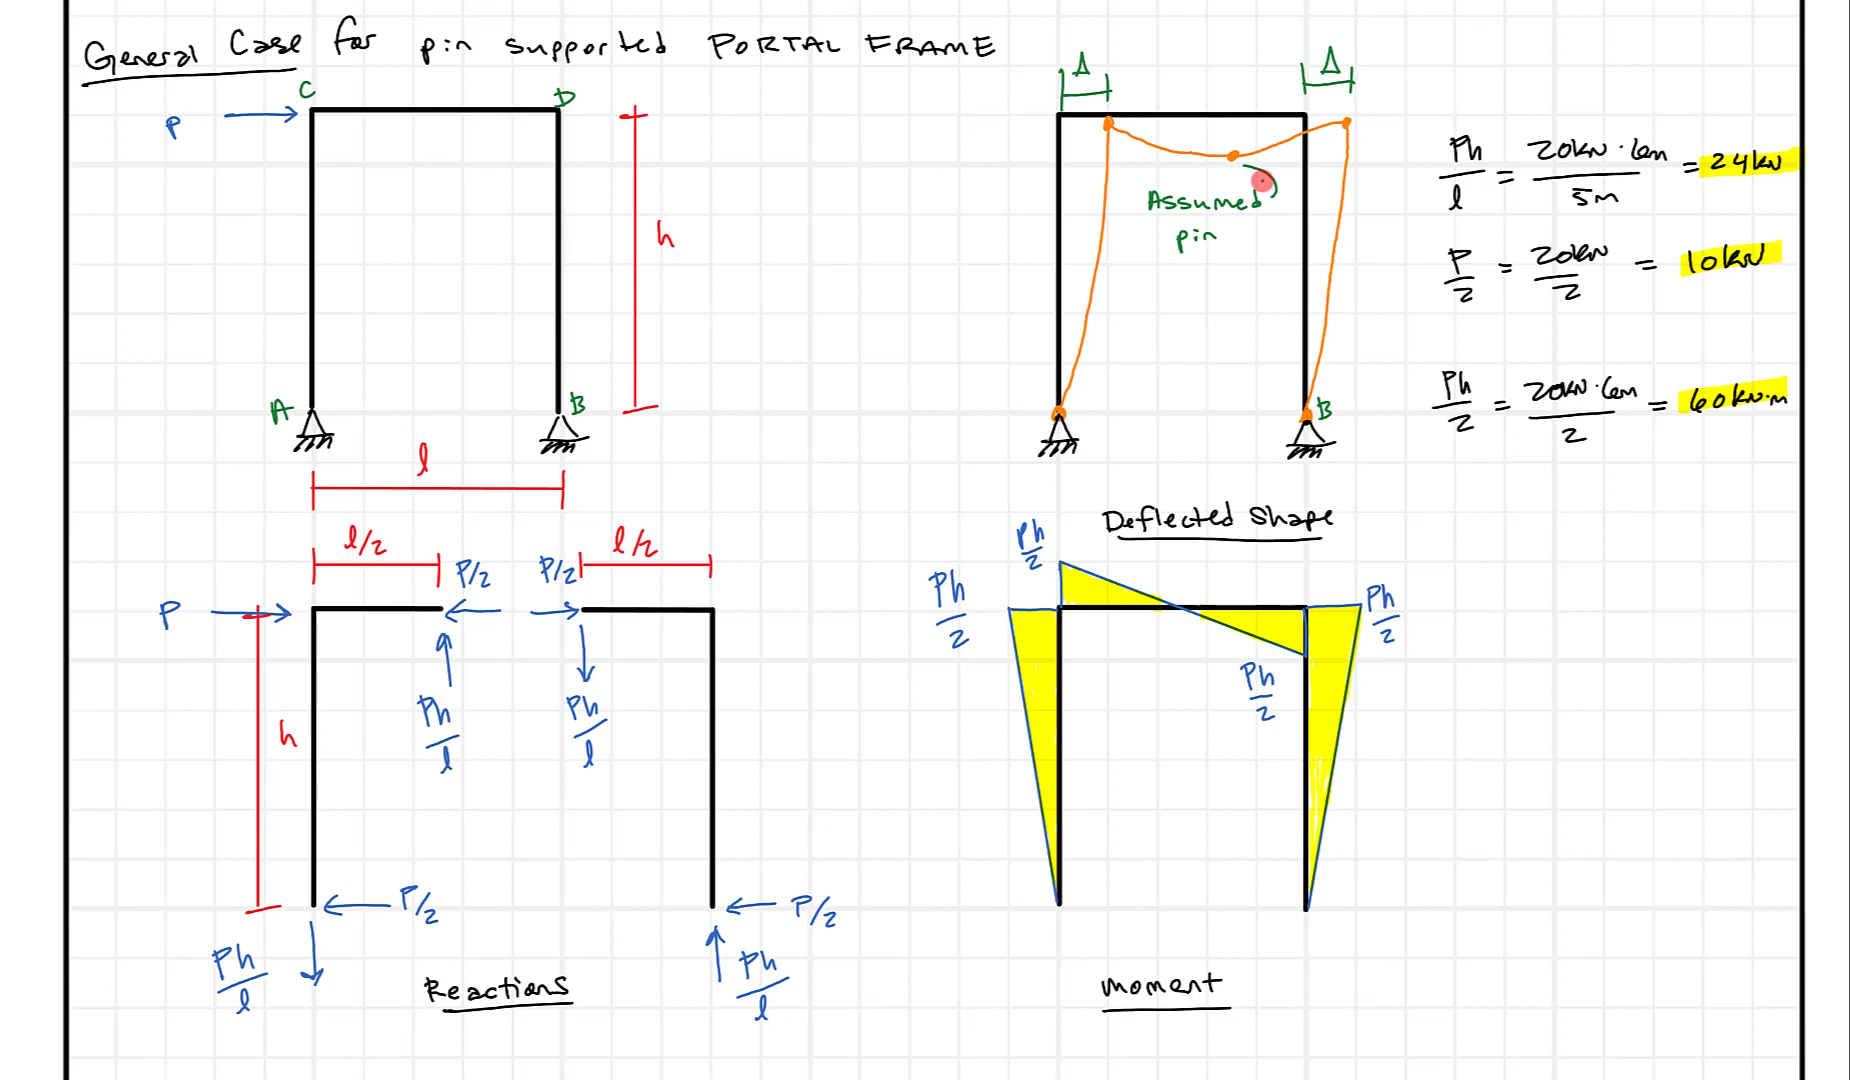 General Case for pin supported PORTAL FRAME
C
D
P
h
A
B
l
Δ
Δ
Assumed
pin
B
Deflected Shape
Ph/l = 20kN·6m/5m = 24kN
P/2 = 20kN/2 = 10kN
Ph/2 = 20kN·6m/2 = 60kN·m
l/2
l/2
P/2
P/2
P
h
Ph/l
Ph/l
P/2
P/2
Ph/l
Ph/l
Reactions
Ph/2
Ph/2
Ph/2
Ph/2
Moment